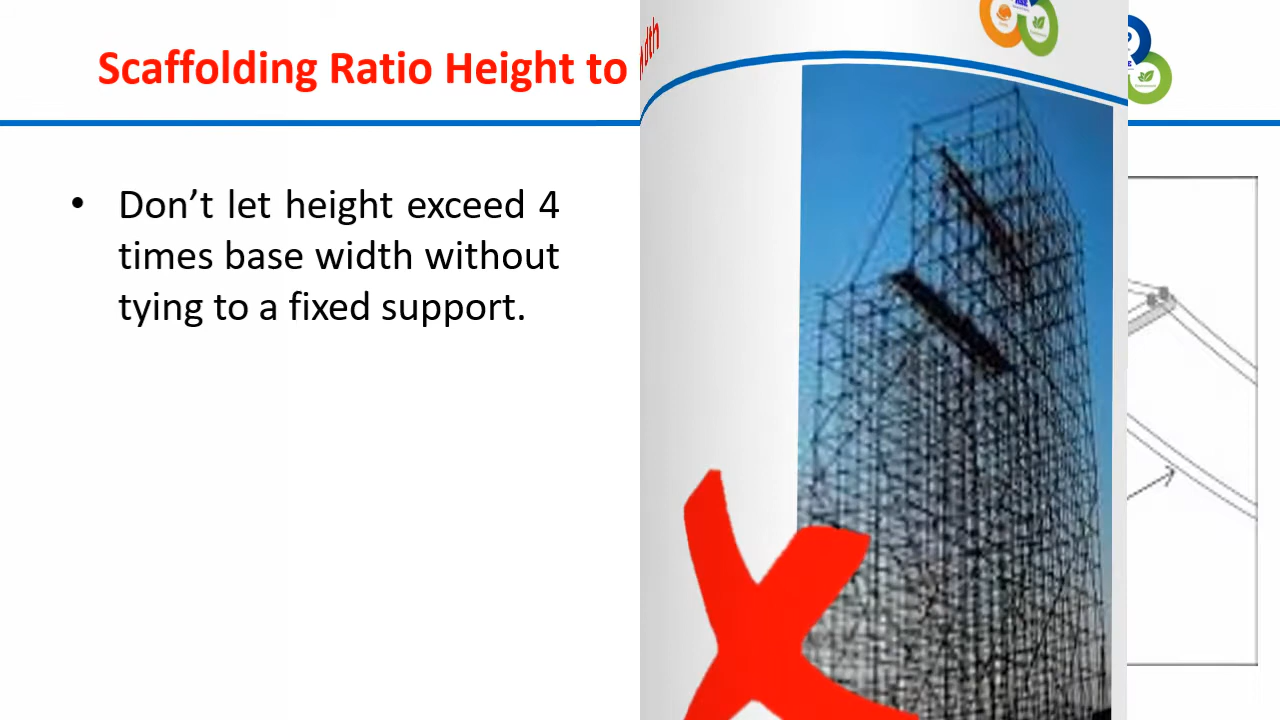 Scaffolding Ratio Height to
• Don’t let height exceed 4
times base width without
tying to a fixed support.